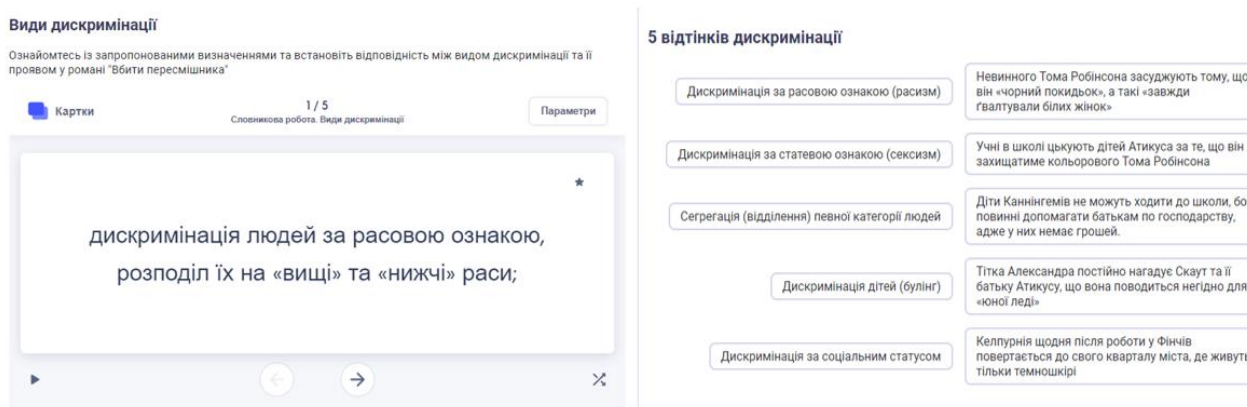 Види дискримінації
Ознайомтесь із запропонованими визначеннями та встановіть відповідність між видом дискримінації та її
проявом у романі "Вбити пересмішника"
Картки
1 / 5
Словникова робота. Види дискримінації
Параметри
дискримінація людей за расовою ознакою,
розподіл їх на «вищі» та «нижчі» раси;
5 відтінків дискримінації
Дискримінація за расовою ознакою (расизм)
Невинного Тома Робінсона засуджують тому, що
він «чорний покидьок», а такі «завжди
ґвалтували білих жінок»
Дискримінація за статевою ознакою (сексизм)
Учні в школі цькують дітей Атикуса за те, що він
захищатиме кольорового Тома Робінсона
Сегрегація (відділення) певної категорії людей
Діти Каннінгемів не можуть ходити до школи, бо
повинні допомагати батькам по господарству,
адже у них немає грошей.
Дискримінація дітей (булінг)
Тітка Александра постійно нагадує Скаут та її
батьку Атикусу, що вона поводиться негідно для
«юної леді»
Дискримінація за соціальним статусом
Келпурнія щодня після роботи у Фінчів
повертається до свого кварталу міста, де живуть
тільки темношкірі